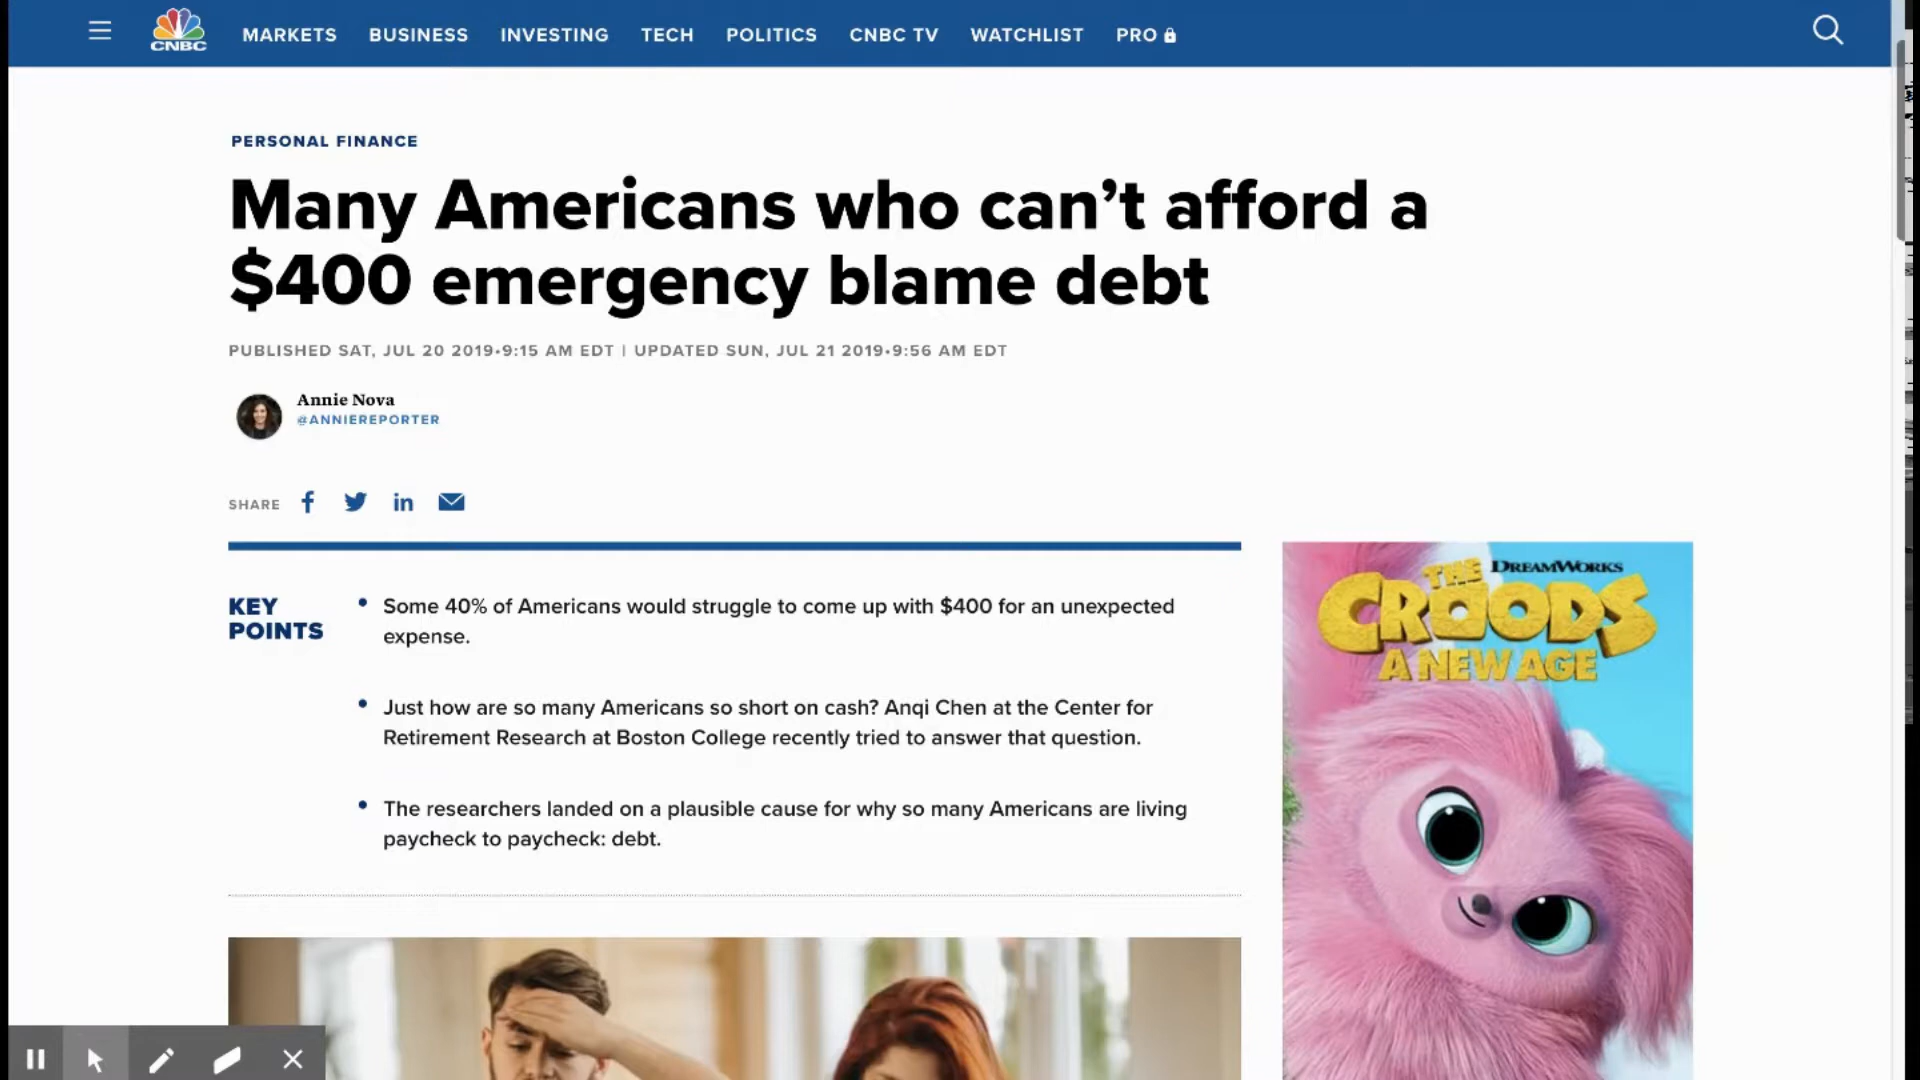 CNBC
MARKETS BUSINESS INVESTING TECH POLITICS CNBC TV WATCHLIST PRO
PERSONAL FINANCE
Many Americans who can’t afford a
$400 emergency blame debt
PUBLISHED SAT, JUL 20 2019•9:15 AM EDT | UPDATED SUN, JUL 21 2019•9:56 AM EDT
Annie Nova
@ANNIEREPORTER
SHARE
KEY
POINTS
Some 40% of Americans would struggle to come up with $400 for an unexpected
expense.
Just how are so many Americans so short on cash? Anqi Chen at the Center for
Retirement Research at Boston College recently tried to answer that question.
The researchers landed on a plausible cause for why so many Americans are living
paycheck to paycheck: debt.
DREAMWORKS
THE
CROODS
A NEW AGE